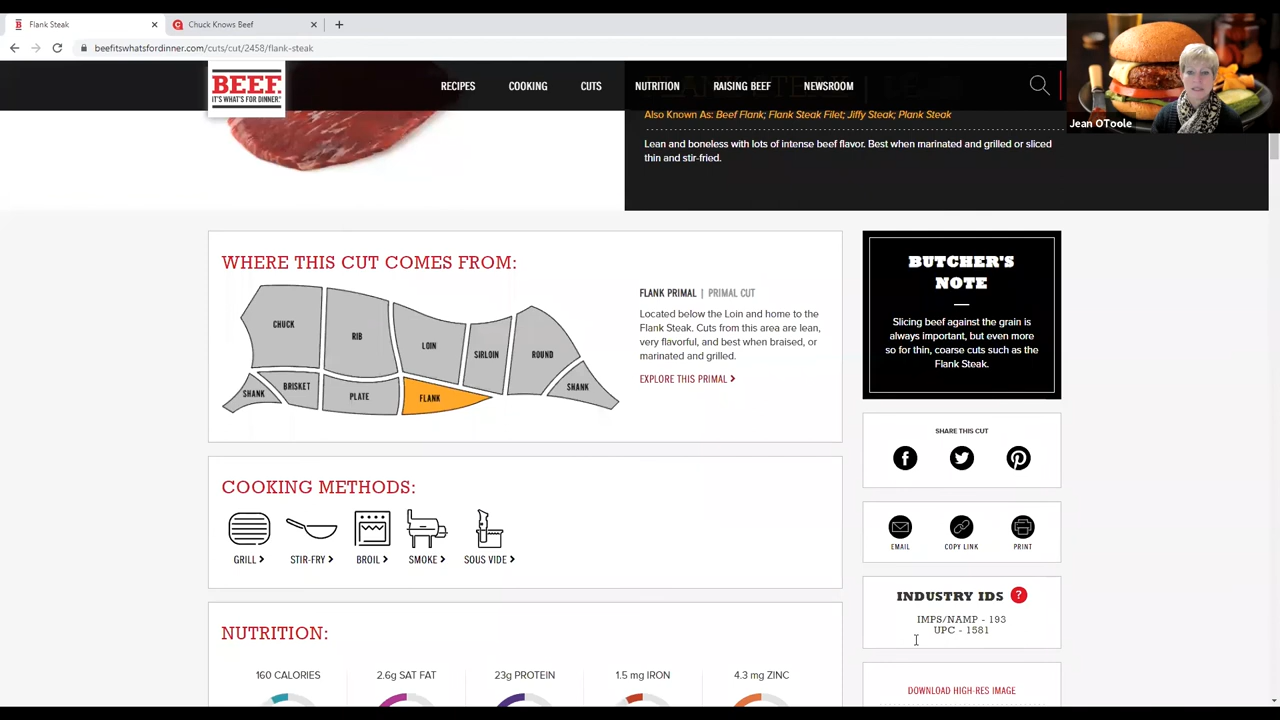 Flank Steak
Chuck Knows Beef
beefitswhatsfordinner.com/cuts/cut/2458/flank-steak
BEEF.
IT'S WHAT'S FOR DINNER.
RECIPES
COOKING
CUTS
NUTRITION
RAISING BEEF
NEWSROOM
Jean OToole
Also Known As: Beef Flank; Flank Steak Filet; Jiffy Steak; Plank Steak
Lean and boneless with lots of intense beef flavor. Best when marinated and grilled or sliced
thin and stir-fried.
WHERE THIS CUT COMES FROM:
CHUCK
RIB
LOIN
SIRLOIN
ROUND
SHANK
BRISKET
PLATE
FLANK
SHANK
FLANK PRIMAL | PRIMAL CUT
Located below the Loin and home to the
Flank Steak. Cuts from this area are lean,
very flavorful, and best when braised, or
marinated and grilled.
EXPLORE THIS PRIMAL
BUTCHER'S
NOTE
Slicing beef against the grain is
always important, but even more
so for thin, coarse cuts such as the
Flank Steak.
SHARE THIS CUT
EMAIL
COPY LINK
PRINT
COOKING METHODS:
GRILL
STIR-FRY
BROIL
SMOKE
SOUS VIDE
INDUSTRY IDS ?
IMPS/NAMP - 193
UPC - 1581
NUTRITION:
160 CALORIES
2.6g SAT FAT
23g PROTEIN
1.5 mg IRON
4.3 mg ZINC
DOWNLOAD HIGH-RES IMAGE